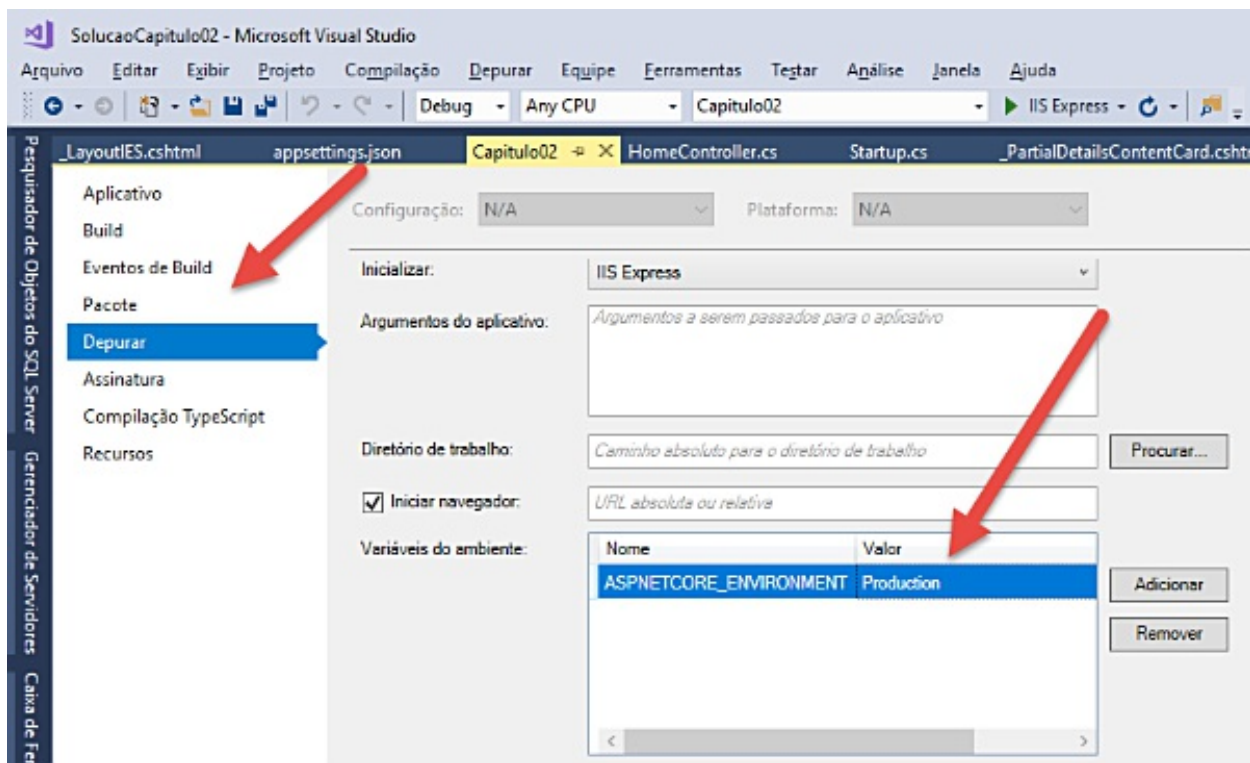 SolucaoCapitulo02 - Microsoft Visual Studio
Arquivo Editar Exibir Projeto Compilação Depurar Equipe Ferramentas Testar Análise Janela Ajuda
Debug Any CPU Capitulo02 IIS Express
_LayoutIES.cshtml appsettings.json Capitulo02 HomeController.cs Startup.cs _PartialDetailsContentCard.cshtm
Pesquisador de Objetos do SQL Server
Gerenciador de Servidores
Caixa de Fe
Aplicativo
Build
Eventos de Build
Pacote
Depurar
Assinatura
Compilação TypeScript
Recursos
Configuração: N/A Plataforma: N/A
Inicializar: IIS Express
Argumentos do aplicativo: Argumentos a serem passados para o aplicativo
Diretório de trabalho: Caminho absoluto para o diretório de trabalho Procurar...
Iniciar navegador: URL absoluta ou relativa
Variáveis do ambiente: Nome Valor
ASPNETCORE_ENVIRONMENT Production Adicionar
Remover